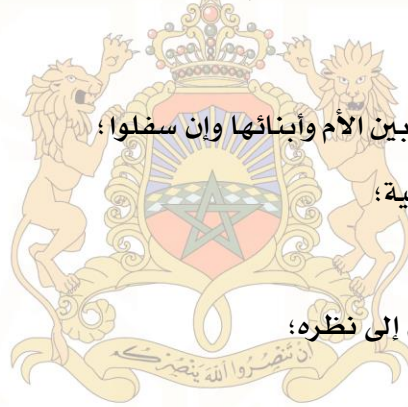 بين الأم وأبنائها وإن سفلوا؛
ية؛
إلى نظره؛
إن تنصروا الله ينصركم